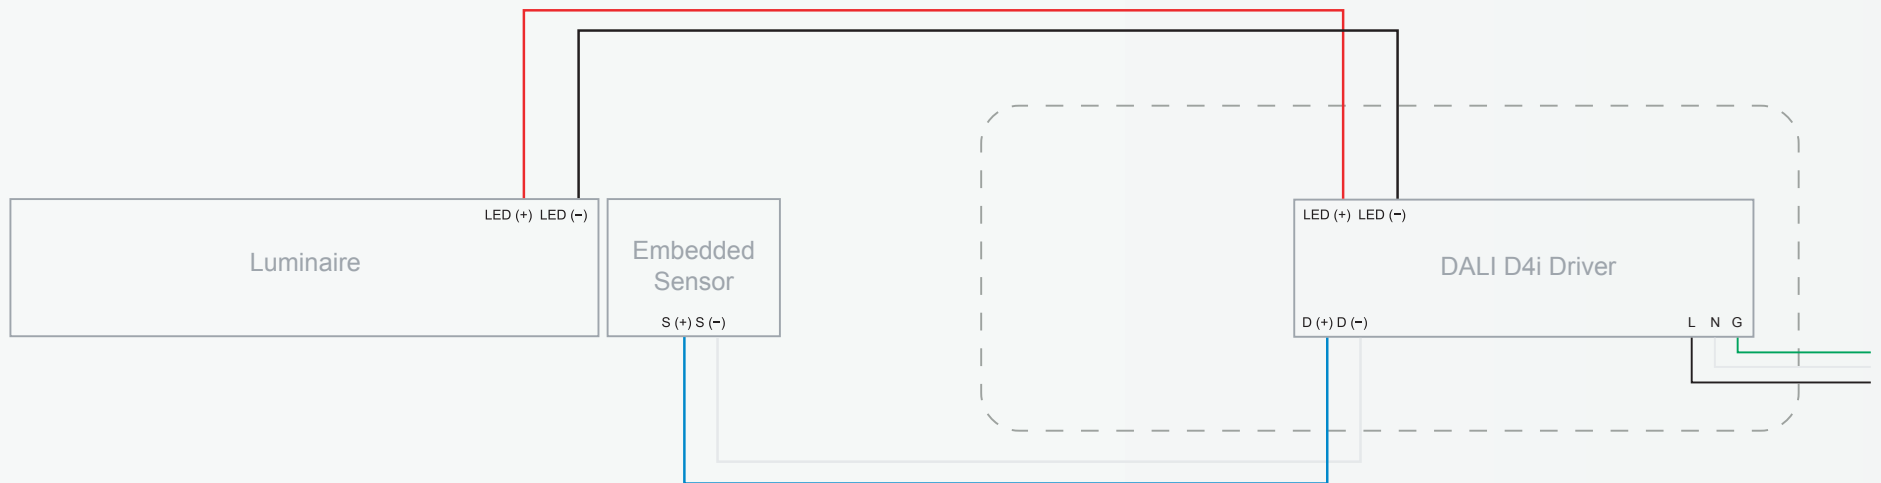 LED (+) LED (−)
Luminaire
Embedded
Sensor
S (+) S (−)
LED (+) LED (−)
DALI D4i Driver
D (+) D (−)
L N G